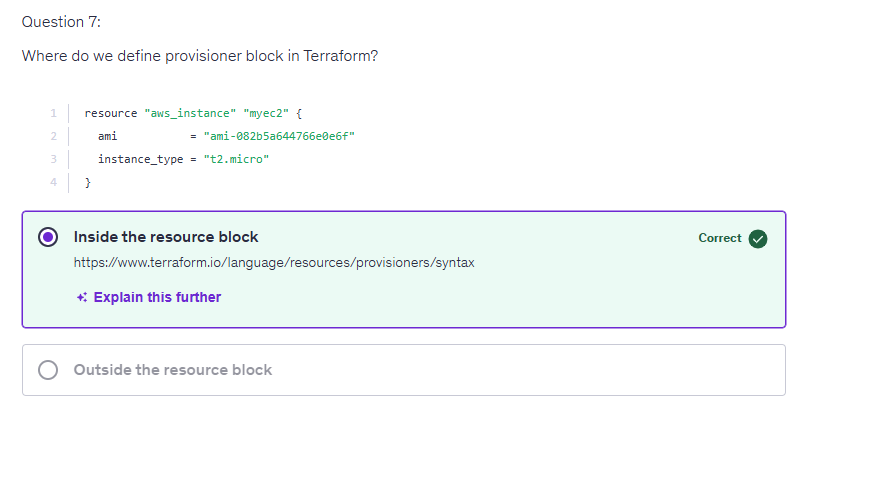 Question 7:
Where do we define provisioner block in Terraform?
1 resource "aws_instance" "myec2" {
2 ami = "ami-082b5a644766e0e6f"
3 instance_type = "t2.micro"
4 }
Inside the resource block Correct
https://www.terraform.io/language/resources/provisioners/syntax
Explain this further
Outside the resource block